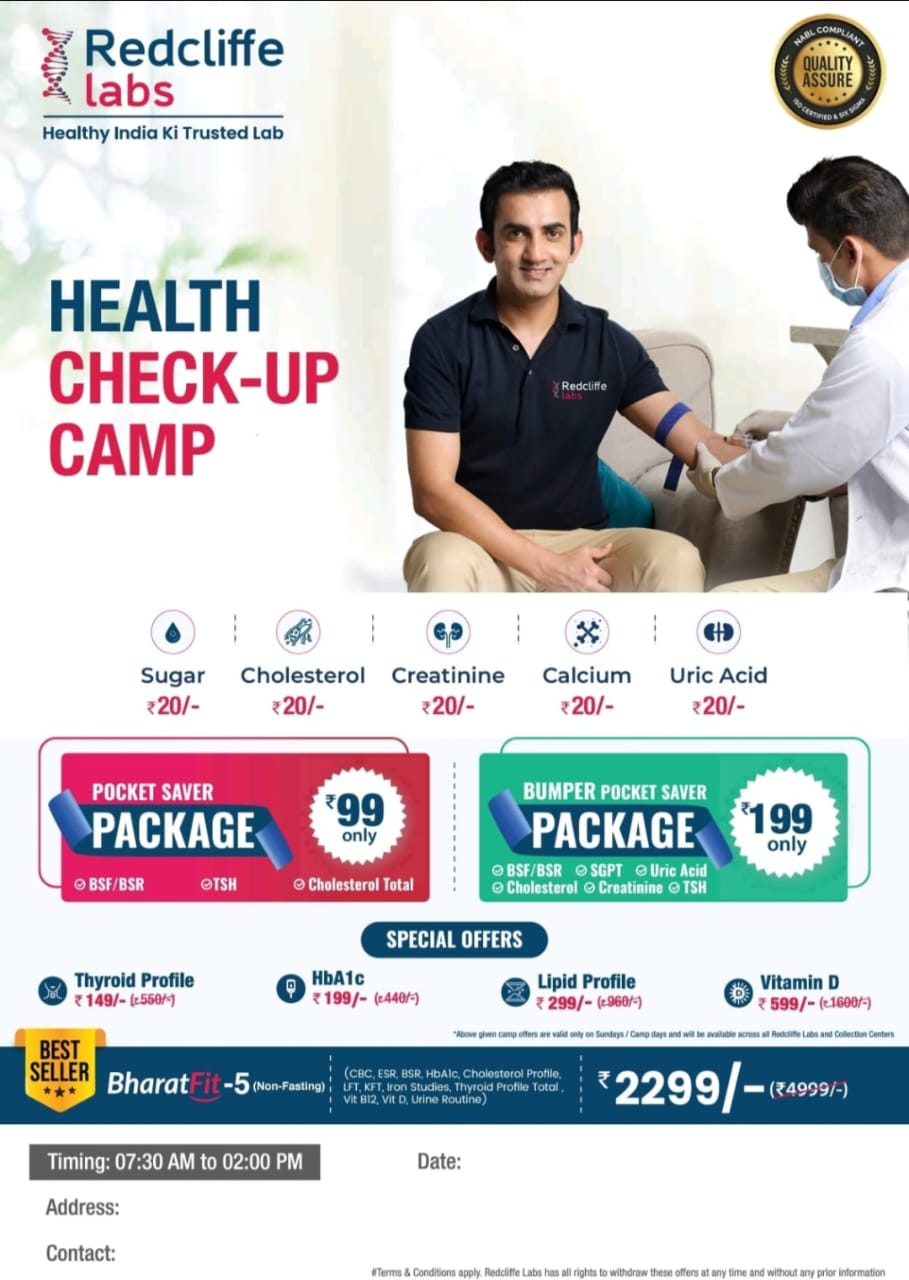 Redcliffe
labs
Healthy India Ki Trusted Lab
NABL COMPLIANT
QUALITY
ASSURE
ISO CERTIFIED & SIX SIGMA
HEALTH
CHECK-UP
CAMP
Redcliffe
labs
Sugar
₹20/-
Cholesterol
₹20/-
Creatinine
₹20/-
Calcium
₹20/-
Uric Acid
₹20/-
POCKET SAVER
PACKAGE
₹99
only
BSF/BSR TSH Cholesterol Total
BUMPER POCKET SAVER
PACKAGE
₹199
only
BSF/BSR SGPT Uric Acid
Cholesterol Creatinine TSH
SPECIAL OFFERS
Thyroid Profile
₹149/- (₹550/-)
HbA1c
₹199/- (₹440/-)
Lipid Profile
₹299/- (₹960/-)
Vitamin D
₹599/- (₹1600/-)
*Above given camp offers are valid only on Sundays / Camp days and will be available across all Redcliffe Labs and Collection Centers
BEST
SELLER
BharatFit-5 (Non-Fasting)
(CBC, ESR, BSR, HbA1c, Cholesterol Profile,
LFT, KFT, Iron Studies, Thyroid Profile Total ,
Vit B12, Vit D, Urine Routine)
₹2299/- (₹4999/-)
Timing: 07:30 AM to 02:00 PM
Date:
Address:
Contact:
#Terms & Conditions apply. Redcliffe Labs has all rights to withdraw these offers at any time and without any prior information